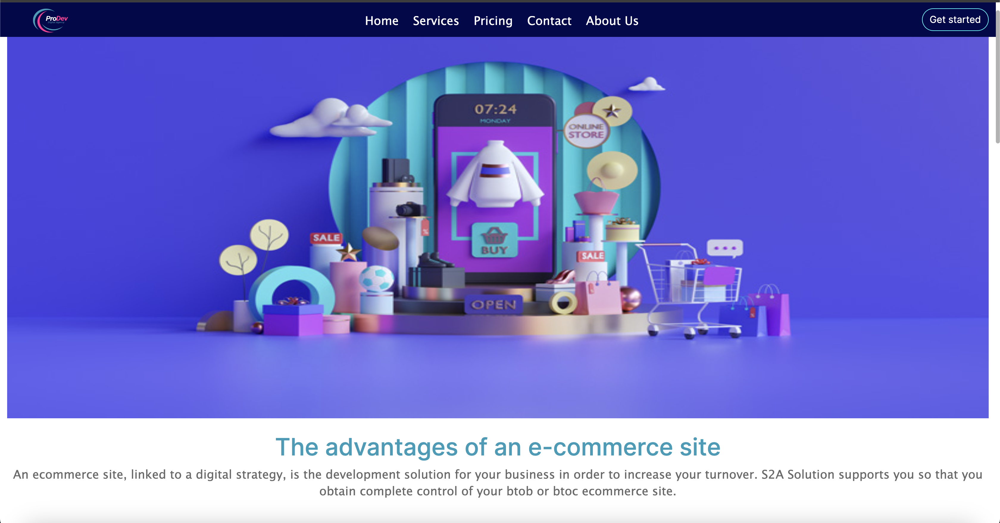 ProDev
Digital Agency
Home Services Pricing Contact About Us
Get started
07:24
MONDAY
ONLINE
STORE
SALE
%
BUY
SALE
OPEN
The advantages of an e-commerce site
An ecommerce site, linked to a digital strategy, is the development solution for your business in order to increase your turnover. S2A Solution supports you so that you
obtain complete control of your btob or btoc ecommerce site.